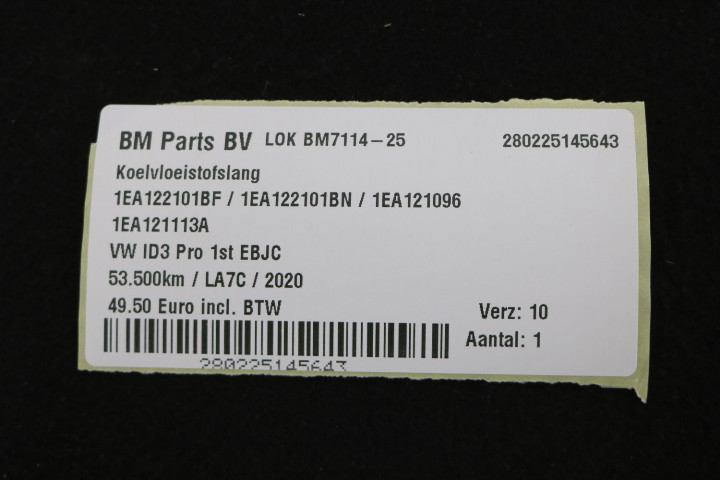 BM Parts BV LOK BM7114-25 280225145643
Koelvloeistofslang
1EA122101BF / 1EA122101BN / 1EA121096
1EA121113A
VW ID3 Pro 1st EBJC
53.500km / LA7C / 2020
49.50 Euro incl. BTW Verz: 10
Aantal: 1
280225145643